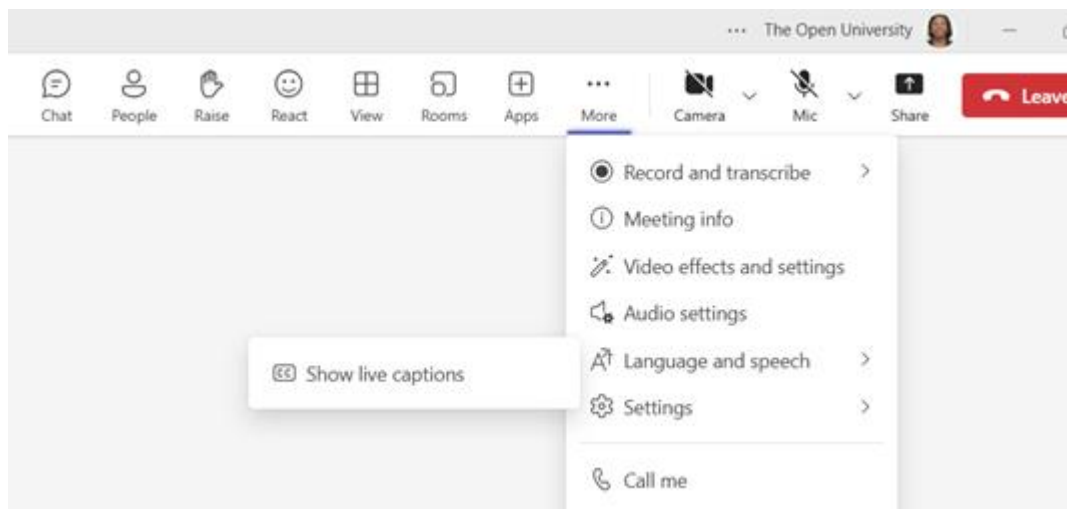 The Open University
Chat People Raise React View Rooms Apps More Camera Mic Share Leave
Record and transcribe
Meeting info
Video effects and settings
Audio settings
Language and speech
Show live captions
Settings
Call me